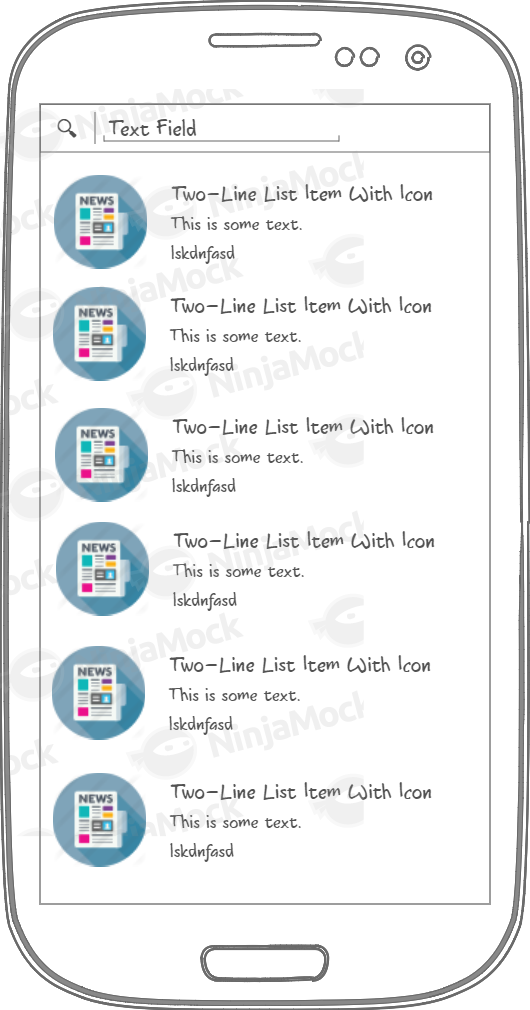 Text Field
NEWS
Two-Line List Item With Icon
This is some text.
lskdnfasd
NEWS
Two-Line List Item With Icon
This is some text.
lskdnfasd
NEWS
Two-Line List Item With Icon
This is some text.
lskdnfasd
NEWS
Two-Line List Item With Icon
This is some text.
lskdnfasd
NEWS
Two-Line List Item With Icon
This is some text.
lskdnfasd
NEWS
Two-Line List Item With Icon
This is some text.
lskdnfasd
NinjaMock